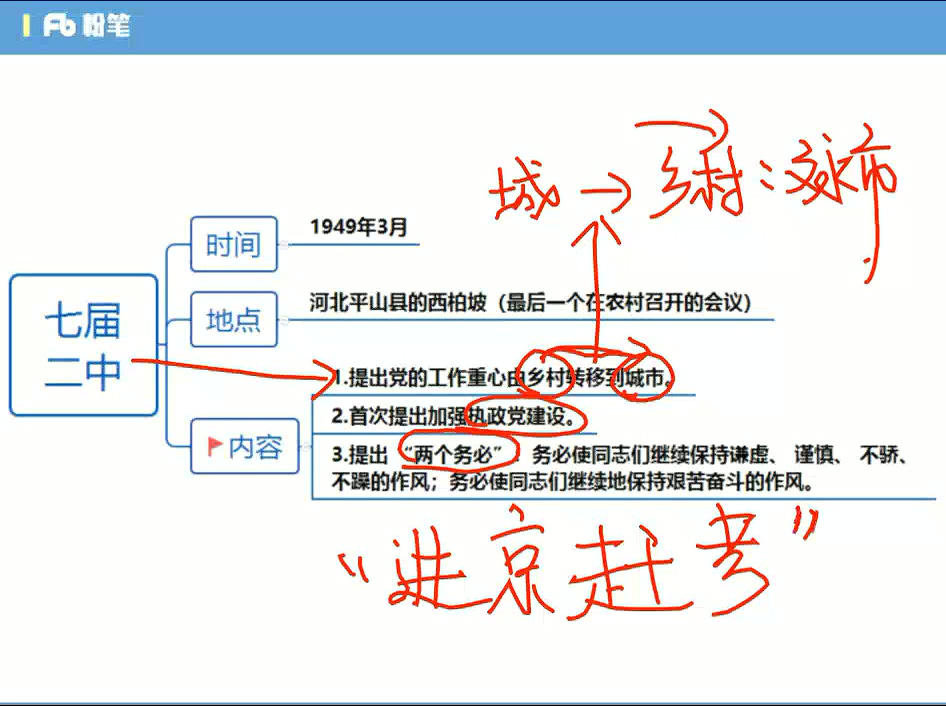 Fb 粉笔
城 → 乡村：文家市
时间
1949年3月
七届
二中
地点
河北平山县的西柏坡（最后一个在农村召开的会议）
内容
1.提出党的工作重心由乡村转移到城市。
2.首次提出加强执政党建设。
3.提出 “两个务必” ：务必使同志们继续保持谦虚、 谨慎、 不骄、
不躁的作风；务必使同志们继续地保持艰苦奋斗的作风。
“进京赶考”